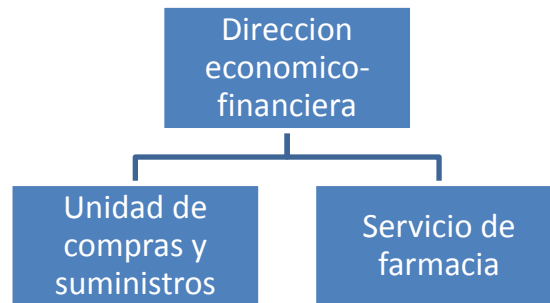 Direccion
economico-
financiera
Unidad de
compras y
suministros
Servicio de
farmacia